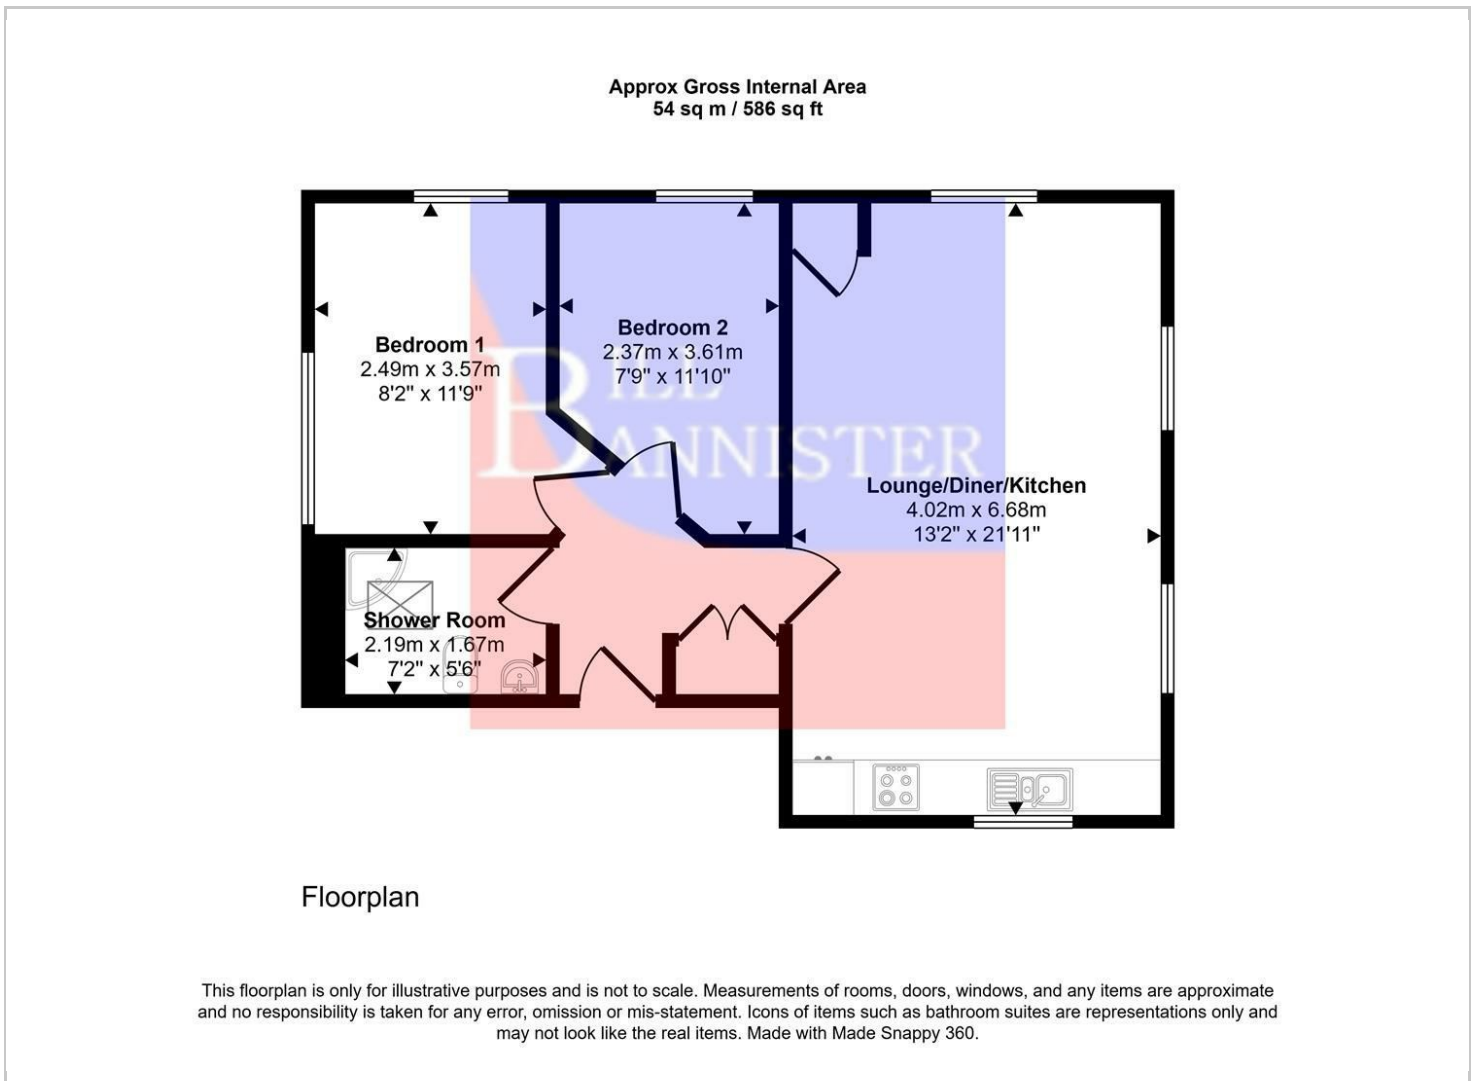 Approx Gross Internal Area
54 sq m / 586 sq ft
Bedroom 1
2.49m x 3.57m
8'2" x 11'9"
Bedroom 2
2.37m x 3.61m
7'9" x 11'10"
BILL
BANNISTER
Lounge/Diner/Kitchen
4.02m x 6.68m
13'2" x 21'11"
Shower Room
2.19m x 1.67m
7'2" x 5'6"
Floorplan
This floorplan is only for illustrative purposes and is not to scale. Measurements of rooms, doors, windows, and any items are approximate
and no responsibility is taken for any error, omission or mis-statement. Icons of items such as bathroom suites are representations only and
may not look like the real items. Made with Made Snappy 360.